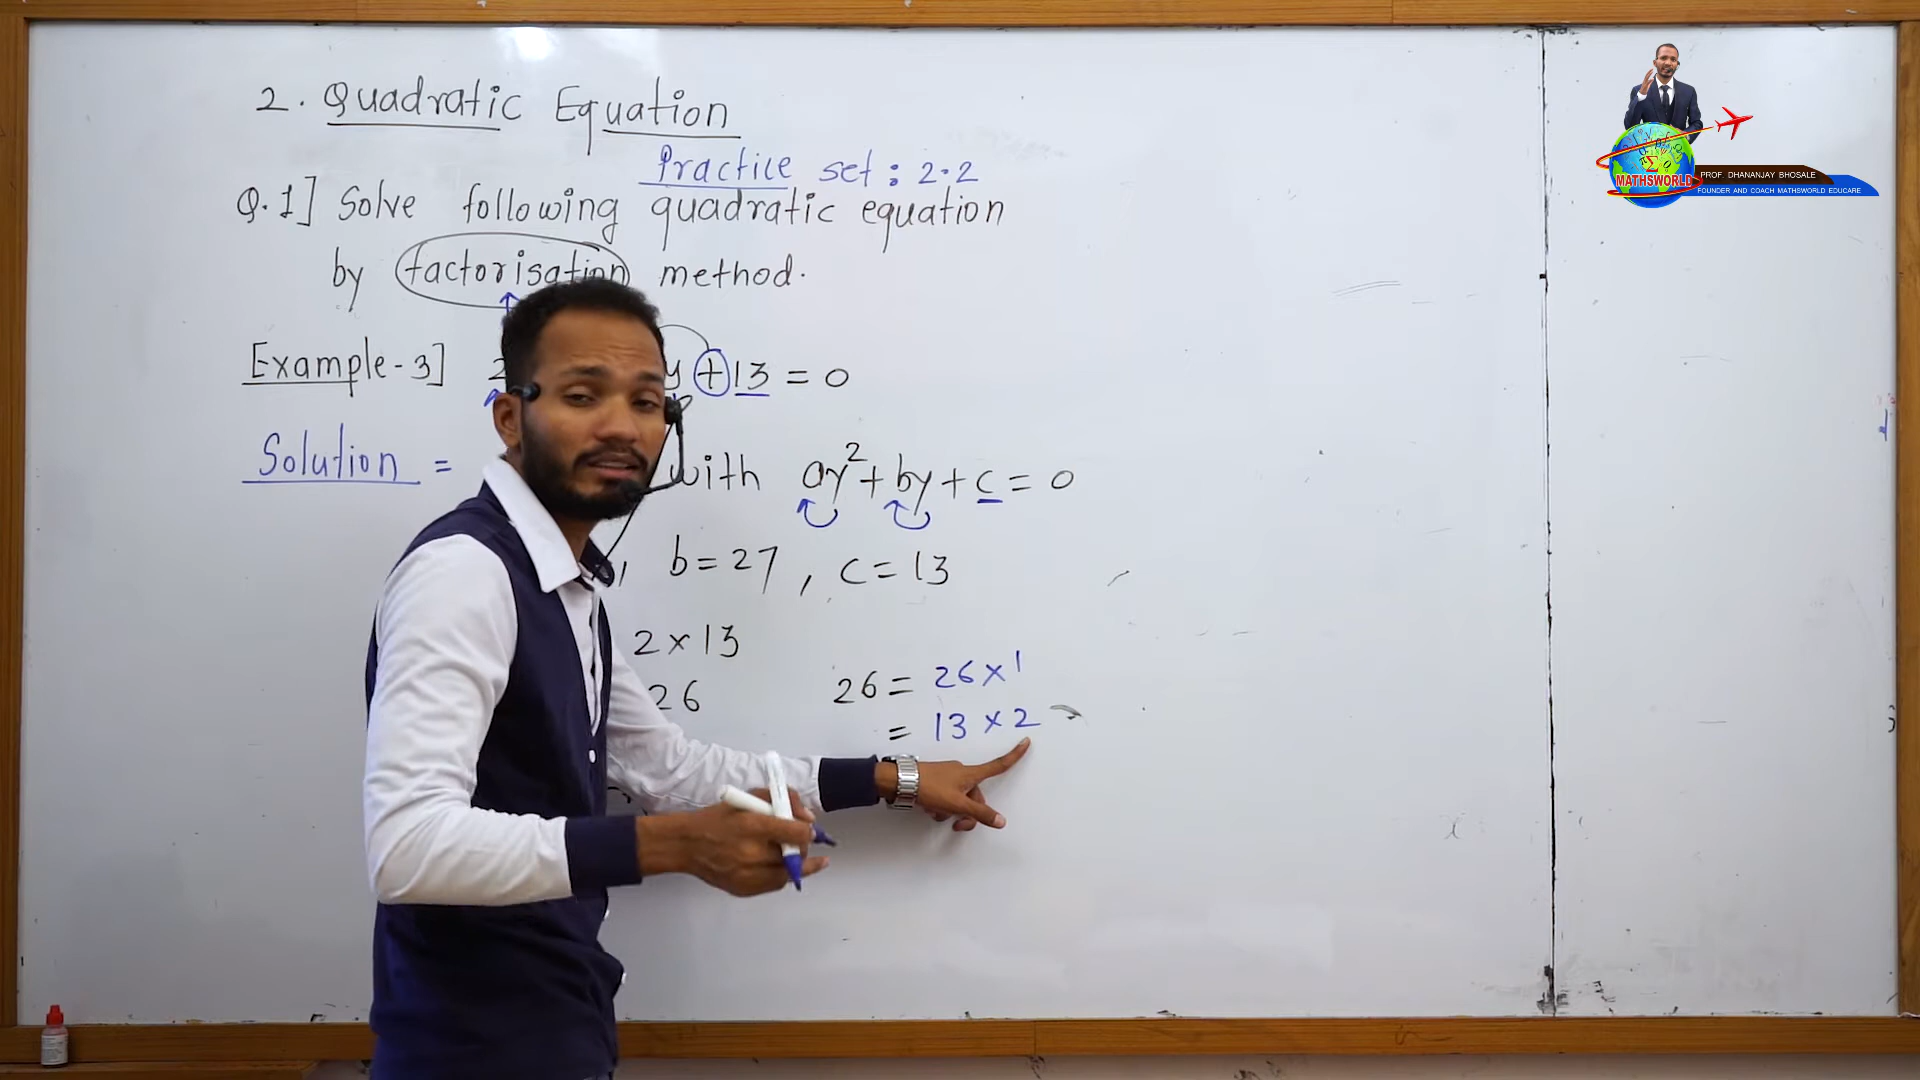 2. Quadratic Equation
Practice set : 2.2
Q.1] Solve following quadratic equation
by factorisation method.
Example-3] 2 y + 13 = 0
Solution = with ay² + by + c = 0
, b = 27 , c = 13
2 × 13
26
26 = 26 × 1
= 13 × 2
MATHSWORLD
PROF. DHANANJAY BHOSALE
FOUNDER AND COACH MATHSWORLD EDUCARE